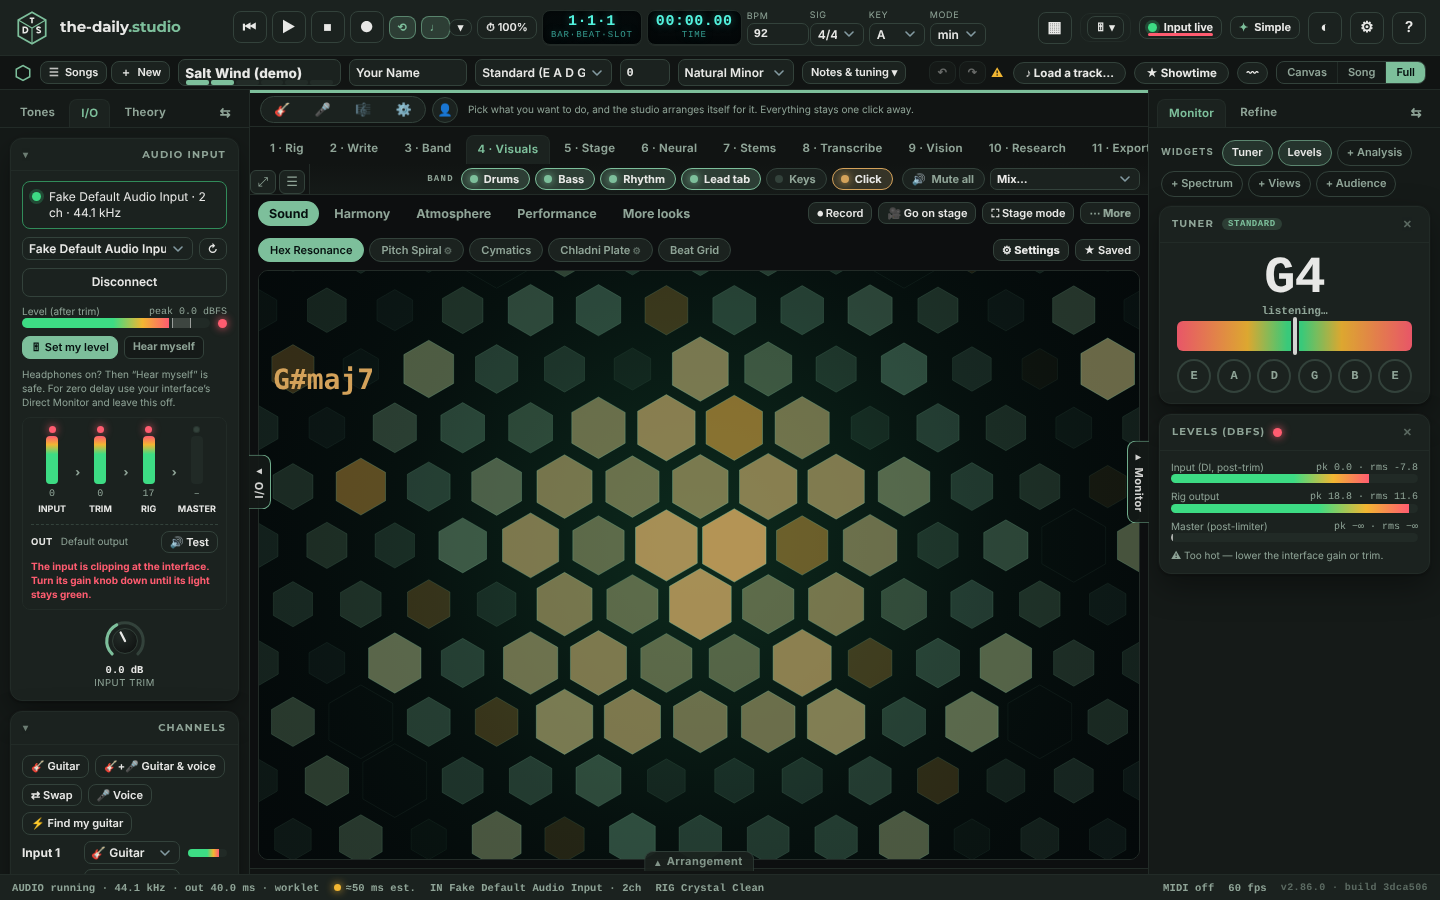 the-daily.studio
100%
1·1·1
BAR·BEAT·SLOT
00:00.00
TIME
BPM
92
SIG
4/4
KEY
A
MODE
min
Input live
Simple
?
Songs
+ New
Salt Wind (demo)
Your Name
Standard (E A D G
0
Natural Minor
Notes & tuning ▾
Load a track…
★ Showtime
Canvas
Song
Full
Tones
I/O
Theory
Pick what you want to do, and the studio arranges itself for it. Everything stays one click away.
Monitor
Refine
1 · Rig
2 · Write
3 · Band
4 · Visuals
5 · Stage
6 · Neural
7 · Stems
8 · Transcribe
9 · Vision
10 · Research
11 · Export
BAND
Drums
Bass
Rhythm
Lead tab
Keys
Click
Mute all
Mix…
Sound
Harmony
Atmosphere
Performance
More looks
Record
Go on stage
Stage mode
··· More
Hex Resonance
Pitch Spiral
Cymatics
Chladni Plate
Beat Grid
Settings
★ Saved
G#maj7
I/O
Monitor
Arrangement
AUDIO INPUT
Fake Default Audio Input · 2
ch · 44.1 kHz
Fake Default Audio Inpu
Disconnect
Level (after trim)
peak 0.0 dBFS
Set my level
Hear myself
Headphones on? Then “Hear myself” is
safe. For zero delay use your interface's
Direct Monitor and leave this off.
0
0
17
–
INPUT
TRIM
RIG
MASTER
OUT
Default output
Test
The input is clipping at the interface.
Turn its gain knob down until its light
stays green.
0.0 dB
INPUT TRIM
CHANNELS
Guitar
+ Guitar & voice
Swap
Voice
Find my guitar
Input 1
Guitar
WIDGETS
Tuner
Levels
+ Analysis
+ Spectrum
+ Views
+ Audience
TUNER
STANDARD
×
G4
listening…
E
A
D
G
B
E
LEVELS (DBFS)
×
Input (DI, post-trim)
pk 0.0 · rms -7.8
Rig output
pk 18.8 · rms 11.6
Master (post-limiter)
pk −∞ · rms −∞
⚠ Too hot — lower the interface gain or trim.
AUDIO running · 44.1 kHz · out 40.0 ms · worklet
≈50 ms est.
IN Fake Default Audio Input · 2ch
RIG Crystal Clean
MIDI off
60 fps
v2.86.0 · build 3dca506